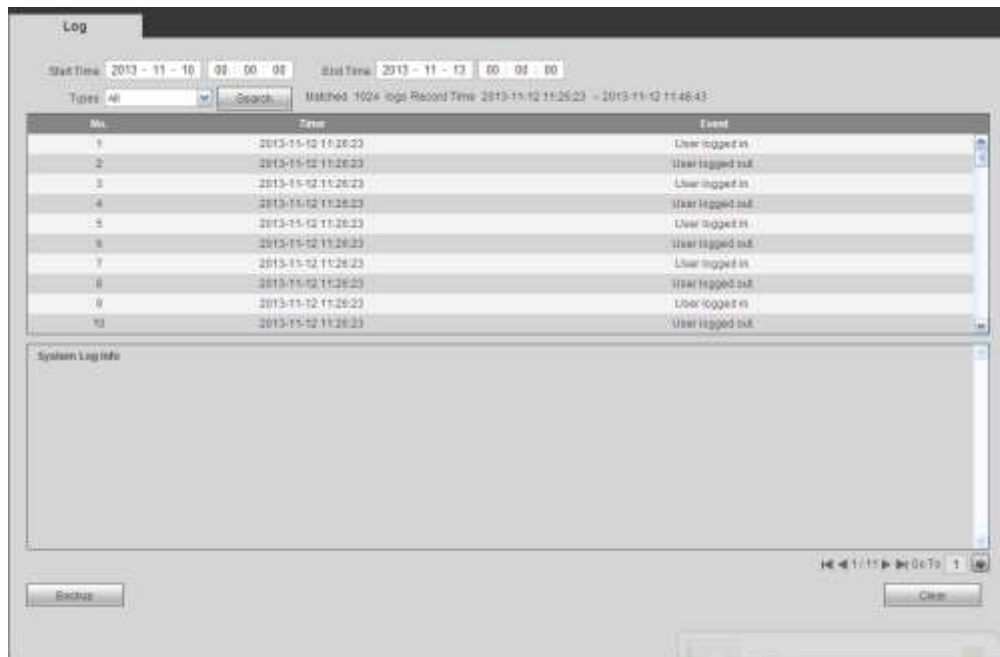 Log
Start Time 2013 - 11 - 10 00 : 00 : 00 End Time 2013 - 11 - 13 00 : 00 : 00
Types All Search Matched 1024 logs Record Time 2013-11-12 11:26:23 ~ 2013-11-12 11:46:43
No. Time Event
1 2013-11-12 11:26:23 User logged in
2 2013-11-12 11:26:23 User logged out
3 2013-11-12 11:26:23 User logged in
4 2013-11-12 11:26:23 User logged out
5 2013-11-12 11:26:23 User logged in
6 2013-11-12 11:26:23 User logged out
7 2013-11-12 11:26:23 User logged in
8 2013-11-12 11:26:23 User logged out
9 2013-11-12 11:26:23 User logged in
10 2013-11-12 11:26:23 User logged out
System Log Info
1 / 11 Go To 1
Backup Clear